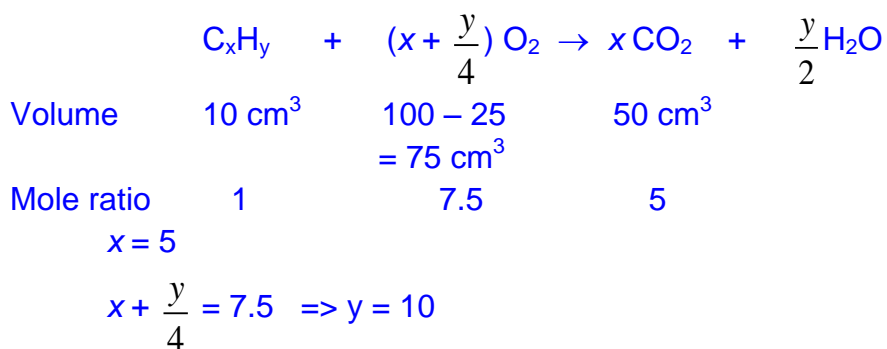 CₓHᵧ + (x + y/4) O₂ → x CO₂ + y/2 H₂O
Volume 10 cm³ 100 – 25 50 cm³
= 75 cm³
Mole ratio 1 7.5 5
x = 5
x + y/4 = 7.5 => y = 10